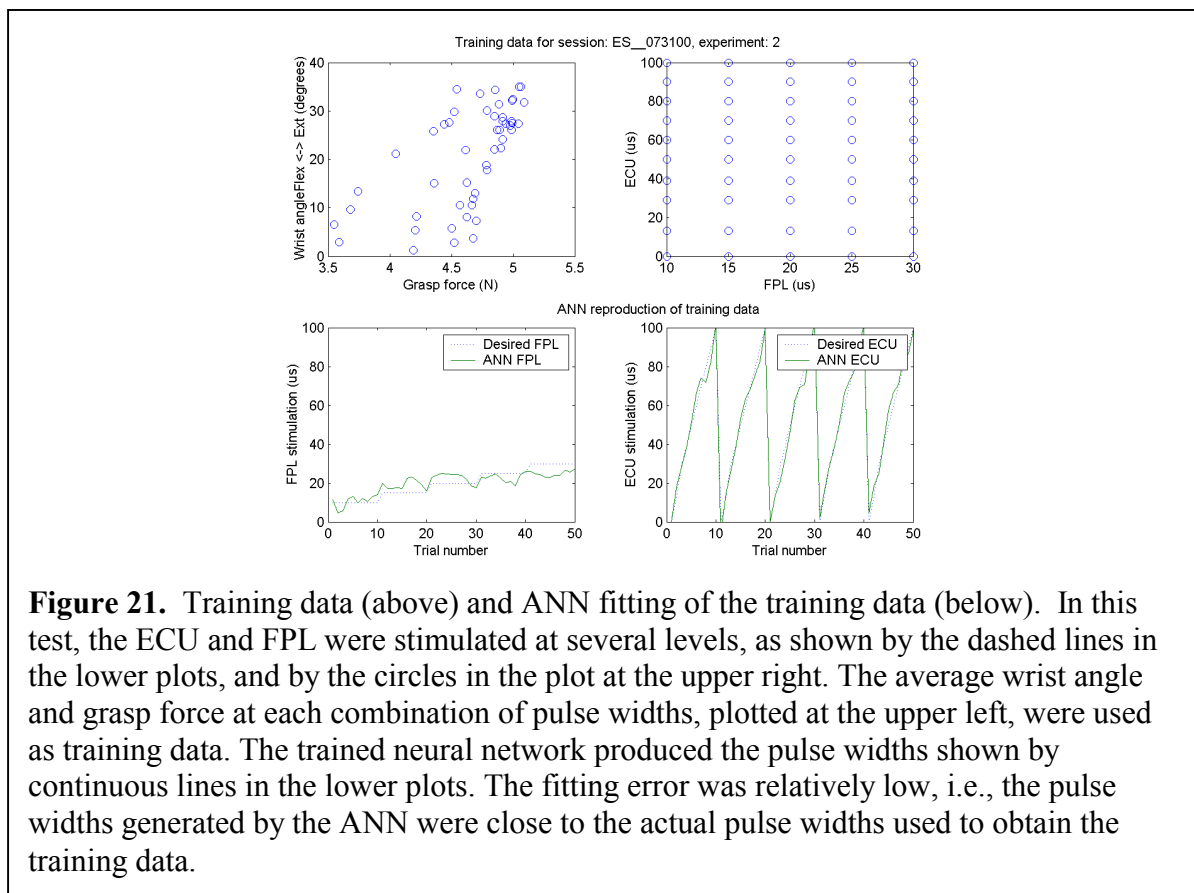 Training data for session: ES__073100, experiment: 2
40
30
20
10
0
Wrist angleFlex <-> Ext (degrees)
3.5 4 4.5 5 5.5
Grasp force (N)
100
80
60
40
20
0
ECU (us)
10 15 20 25 30
FPL (us)
ANN reproduction of training data
100
80
60
40
20
0
FPL stimulation (us)
Desired FPL
ANN FPL
0 10 20 30 40 50
Trial number
100
80
60
40
20
0
ECU stimulation (us)
Desired ECU
ANN ECU
0 10 20 30 40 50
Trial number
Figure 21. Training data (above) and ANN fitting of the training data (below). In this
test, the ECU and FPL were stimulated at several levels, as shown by the dashed lines in
the lower plots, and by the circles in the plot at the upper right. The average wrist angle
and grasp force at each combination of pulse widths, plotted at the upper left, were used
as training data. The trained neural network produced the pulse widths shown by
continuous lines in the lower plots. The fitting error was relatively low, i.e., the pulse
widths generated by the ANN were close to the actual pulse widths used to obtain the
training data.